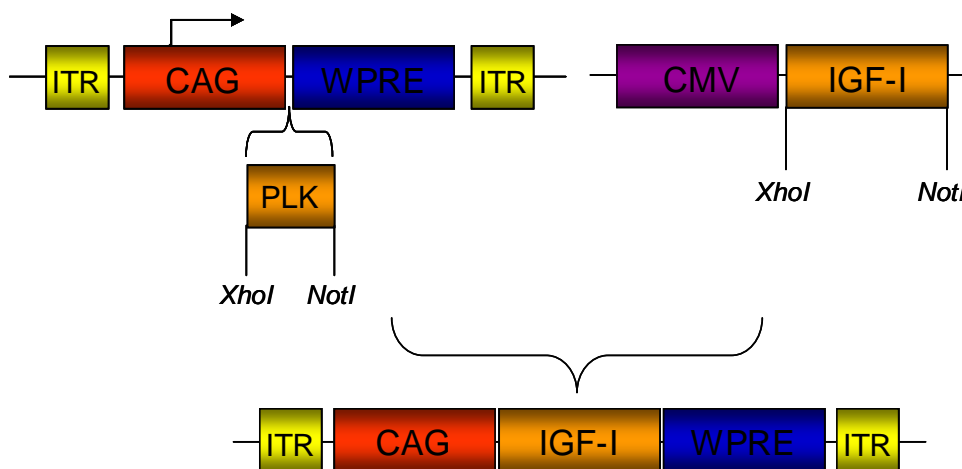 ITR CAG WPRE ITR CMV IGF-I
PLK
XhoI NotI
XhoI NotI
ITR CAG IGF-I WPRE ITR